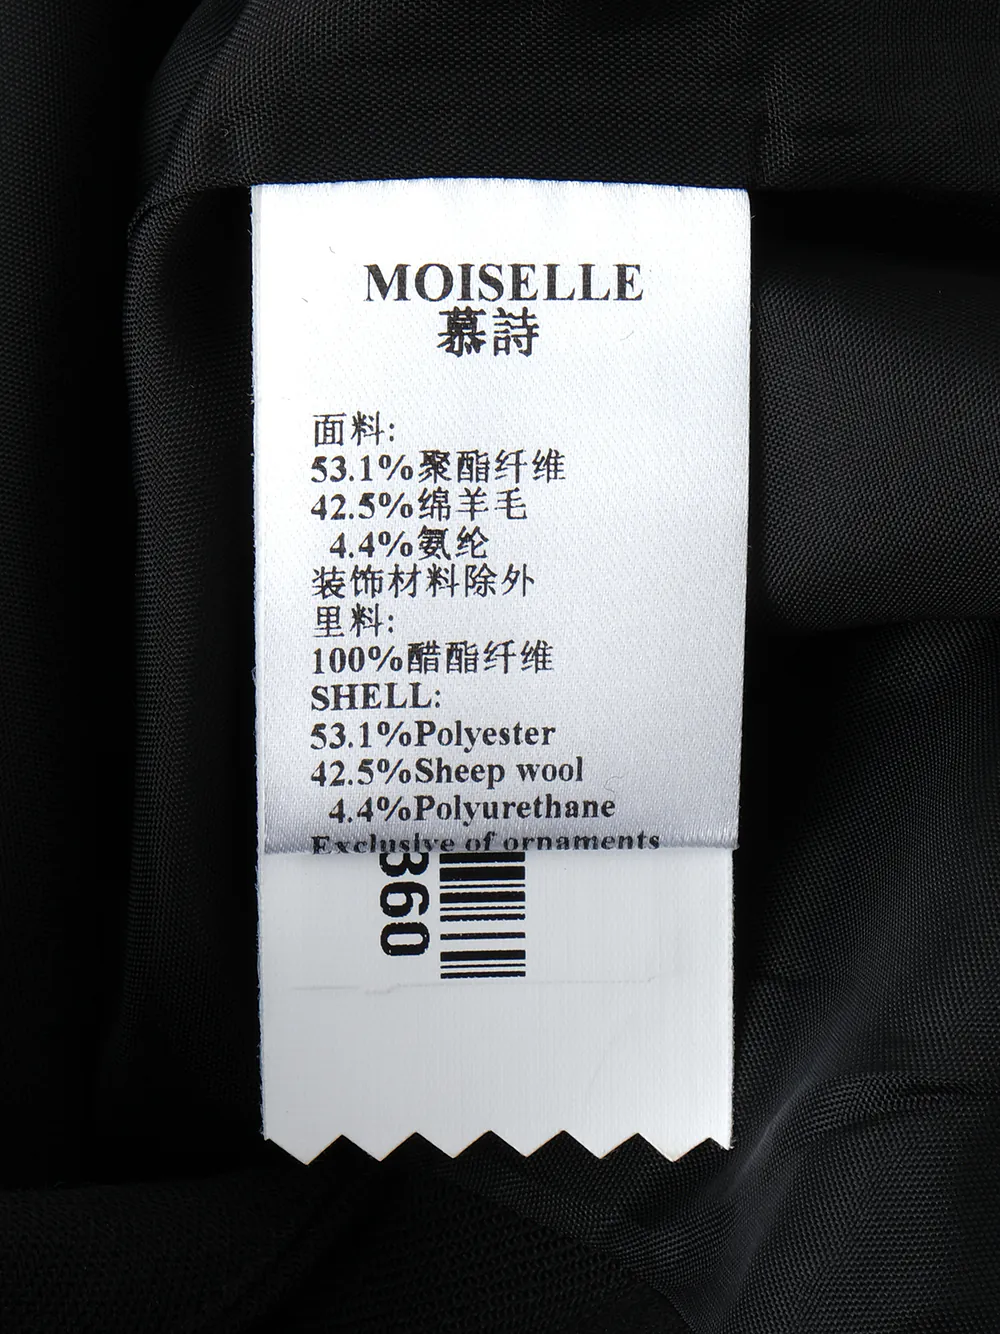 MOISELLE
慕詩
面料:
53.1%聚酯纤维
42.5%绵羊毛
4.4%氨纶
装饰材料除外
里料:
100%醋酯纤维
SHELL:
53.1%Polyester
42.5%Sheep wool
4.4%Polyurethane
Exclusive of ornaments
360